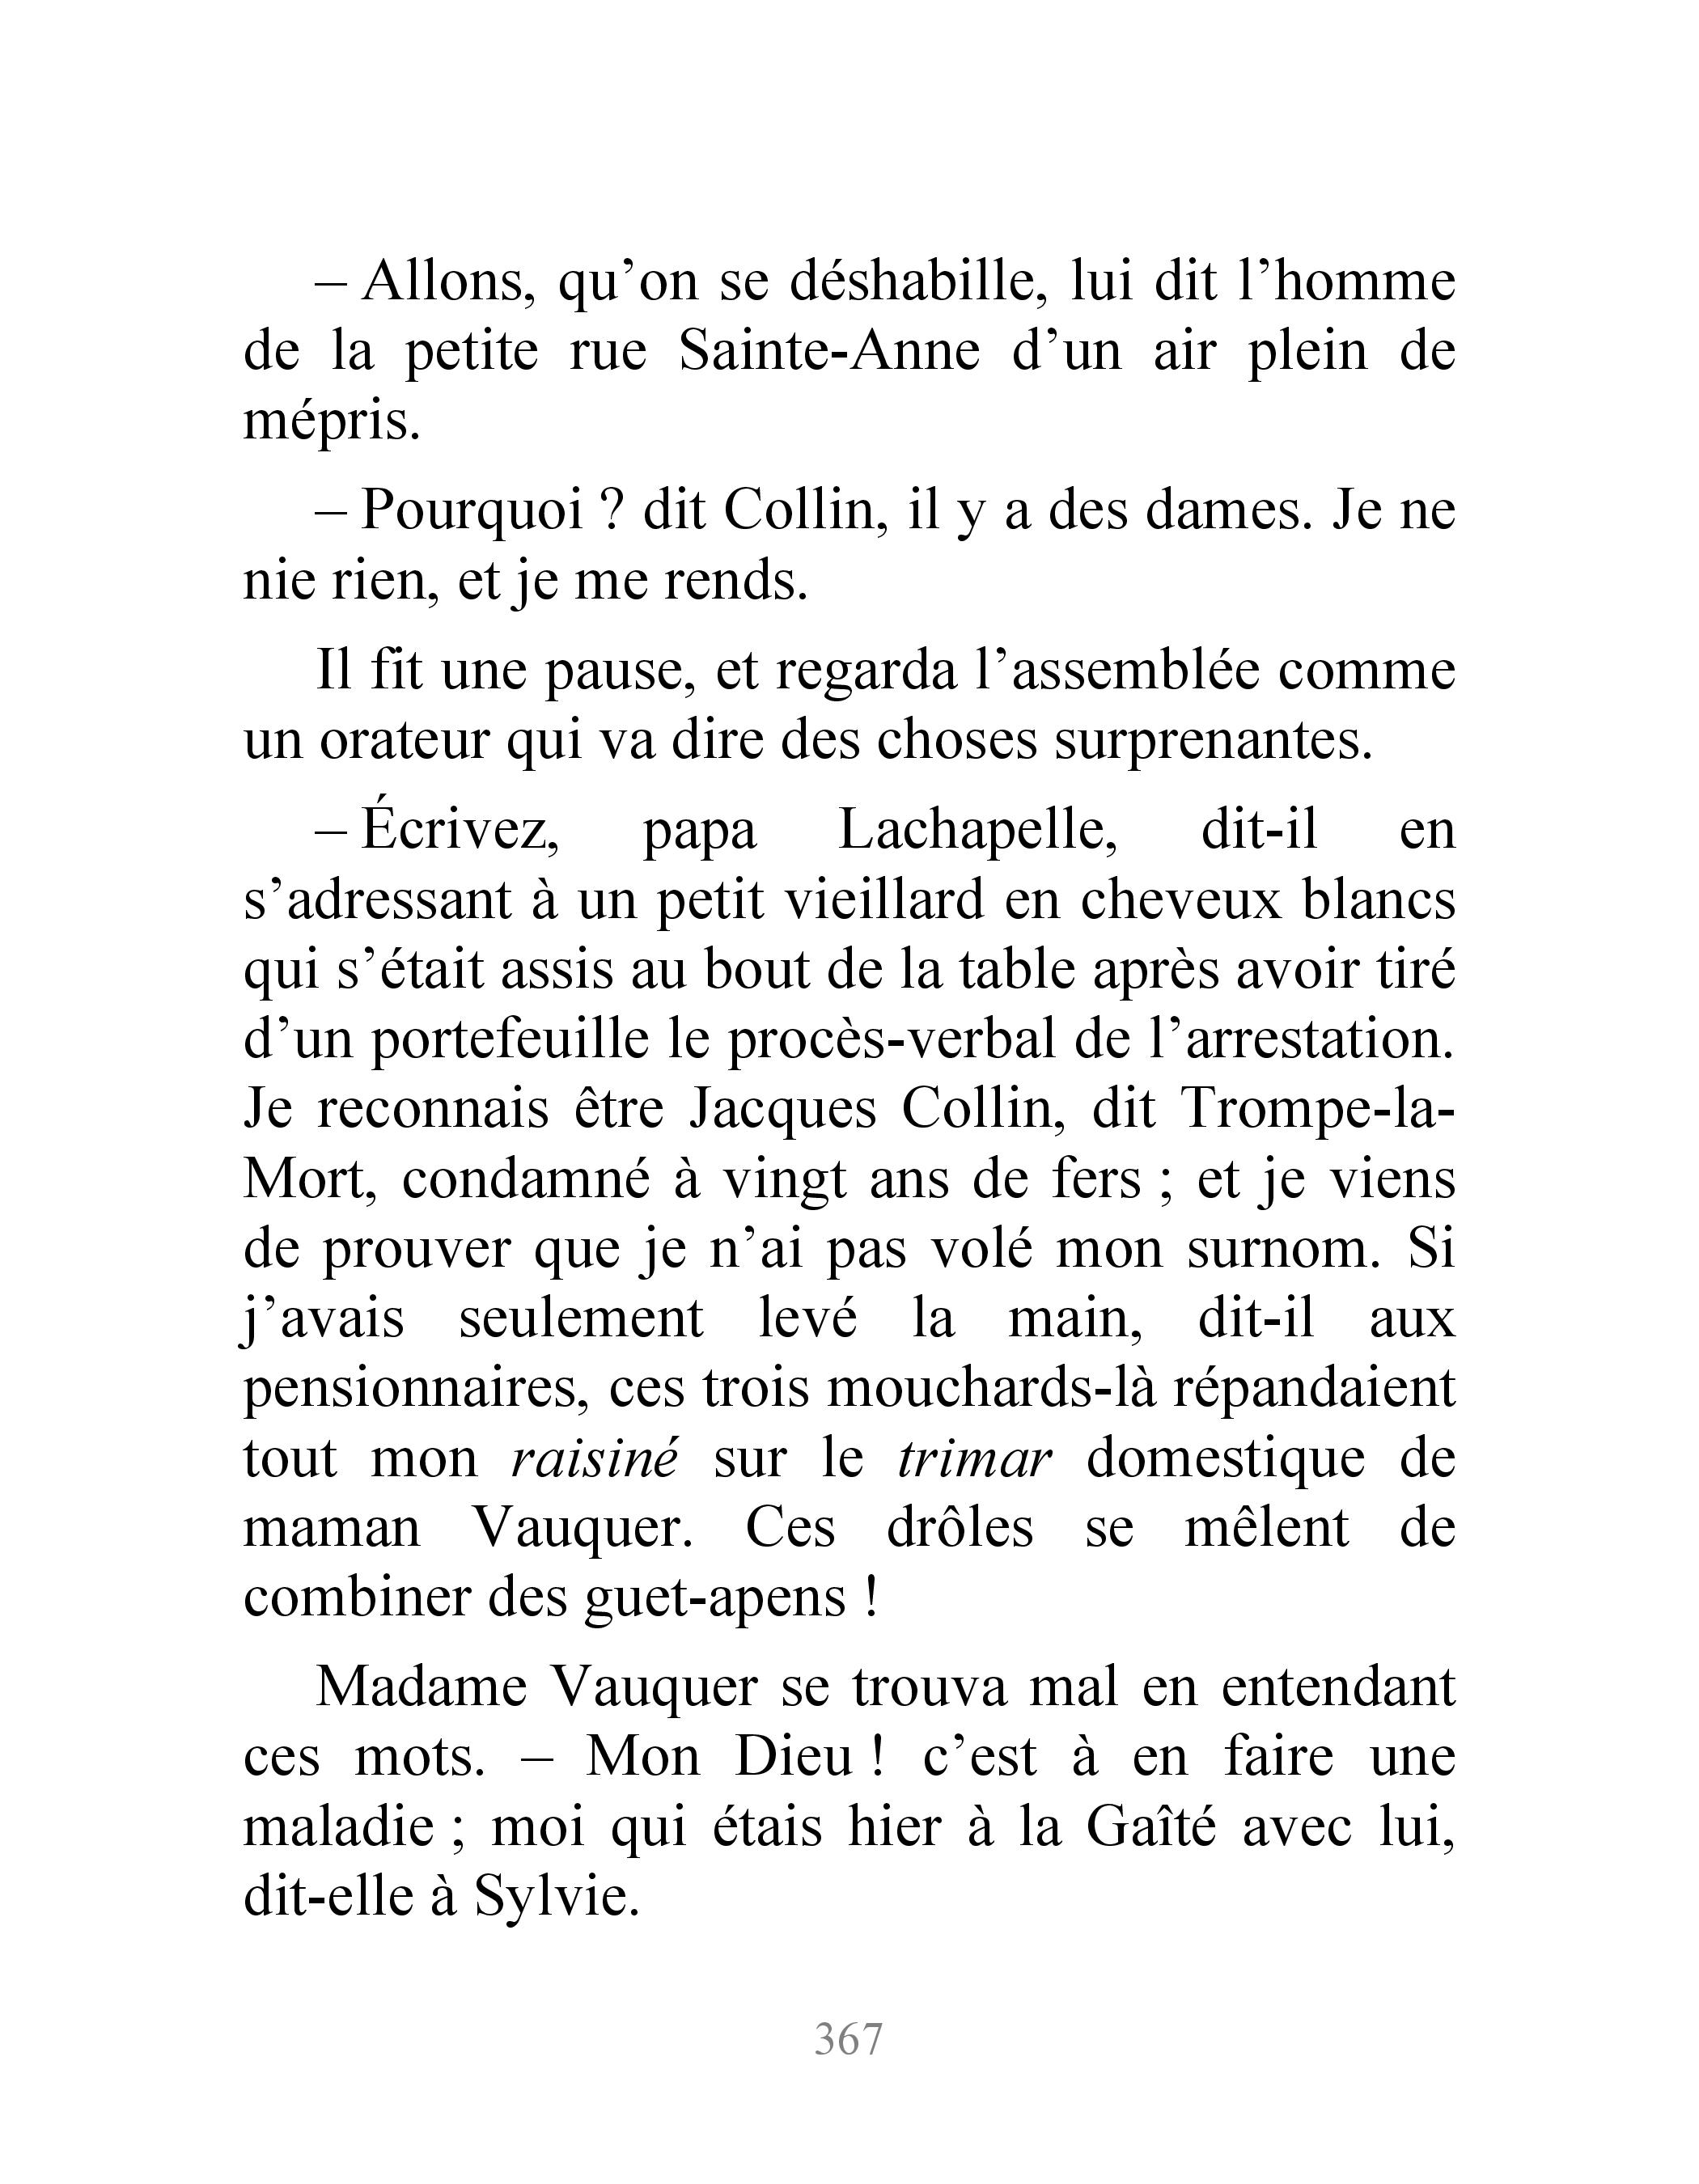 – Allons, qu’on se déshabille, lui dit l’homme
de la petite rue Sainte-Anne d’un air plein de
mépris.
– Pourquoi ? dit Collin, il y a des dames. Je ne
nie rien, et je me rends.
Il fit une pause, et regarda l’assemblée comme
un orateur qui va dire des choses surprenantes.
– Écrivez, papa Lachapelle, dit-il en
s’adressant à un petit vieillard en cheveux blancs
qui s’était assis au bout de la table après avoir tiré
d’un portefeuille le procès-verbal de l’arrestation.
Je reconnais être Jacques Collin, dit Trompe-la-
Mort, condamné à vingt ans de fers ; et je viens
de prouver que je n’ai pas volé mon surnom. Si
j’avais seulement levé la main, dit-il aux
pensionnaires, ces trois mouchards-là répandaient
tout mon raisiné sur le trimar domestique de
maman Vauquer. Ces drôles se mêlent de
combiner des guet-apens !
Madame Vauquer se trouva mal en entendant
ces mots. – Mon Dieu ! c’est à en faire une
maladie ; moi qui étais hier à la Gaîté avec lui,
dit-elle à Sylvie.
367